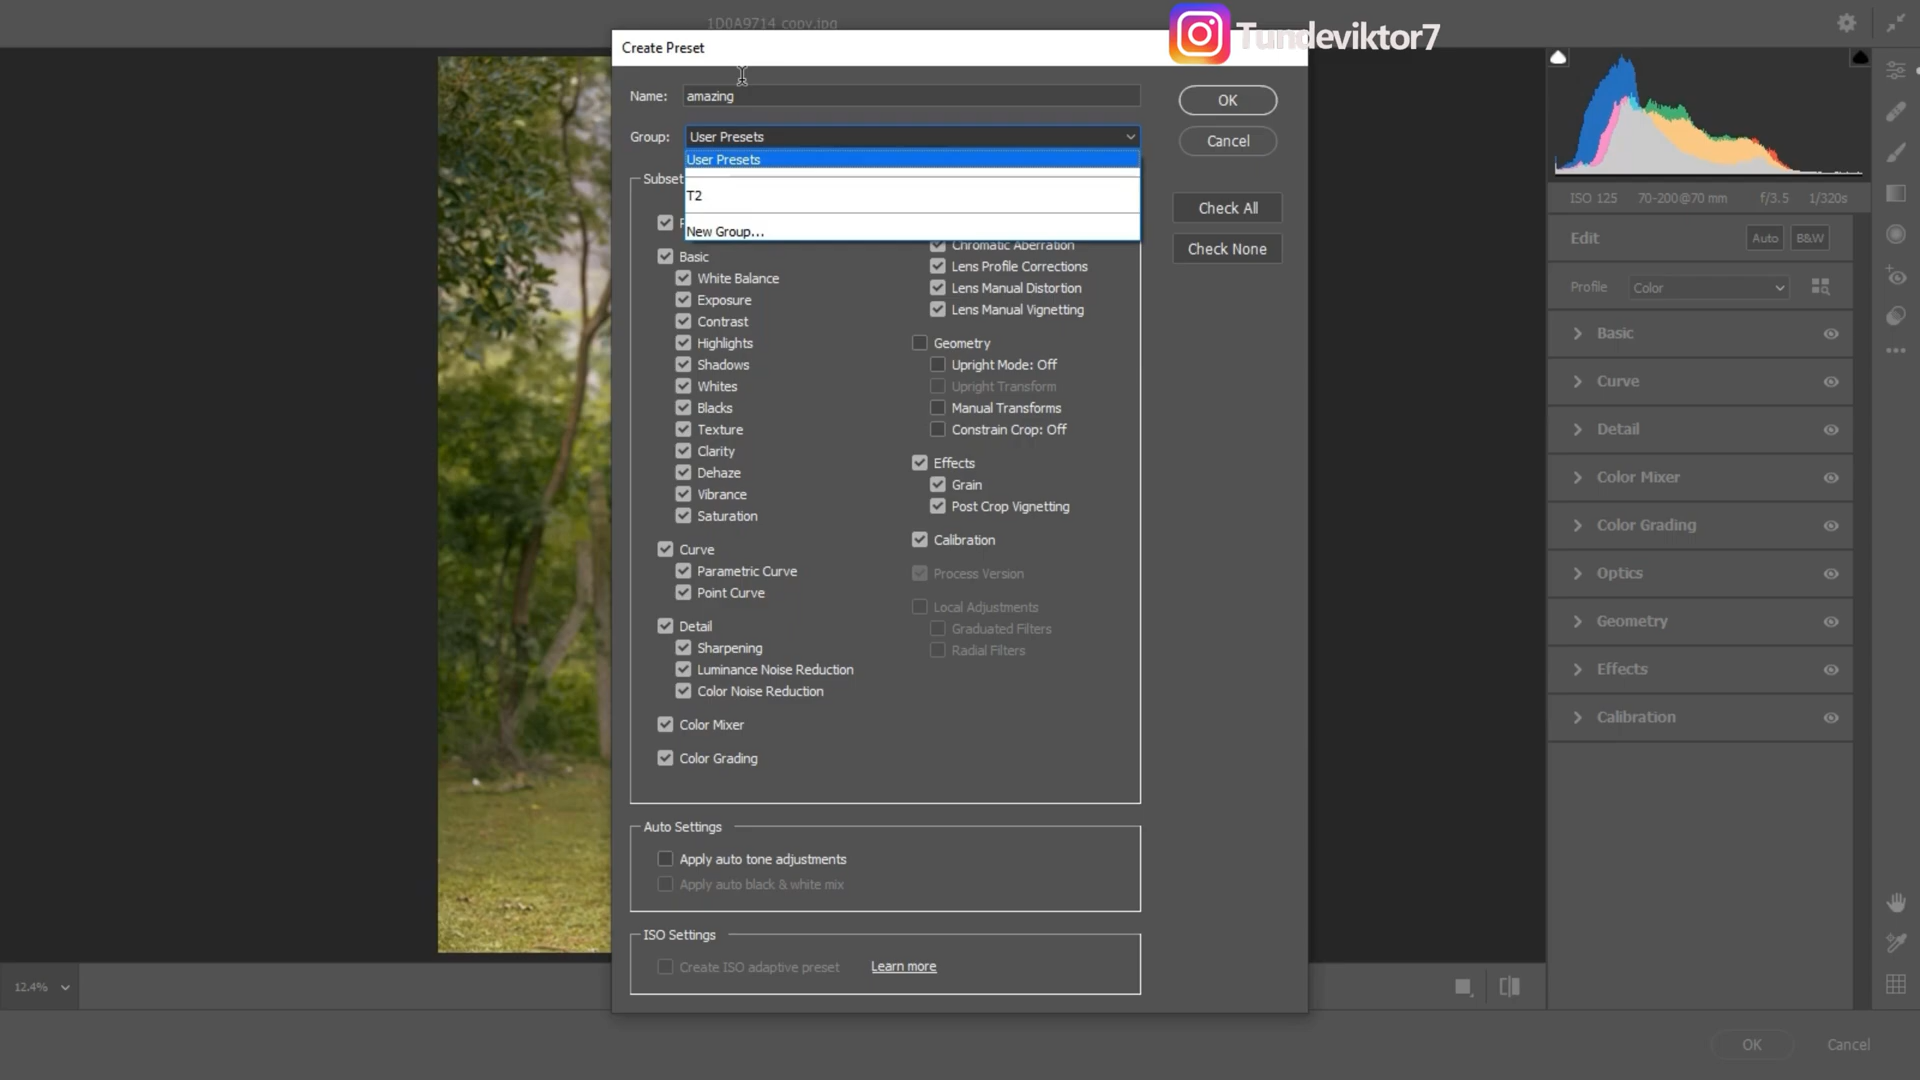 1D0A9714 copy.jpg
Tundeviktor7
Create Preset
Name: amazing
OK
Group: User Presets
Cancel
User Presets
T2
New Group...
Subset
Check All
Check None
Basic
White Balance
Exposure
Contrast
Highlights
Shadows
Whites
Blacks
Texture
Clarity
Dehaze
Vibrance
Saturation
Curve
Parametric Curve
Point Curve
Detail
Sharpening
Luminance Noise Reduction
Color Noise Reduction
Color Mixer
Color Grading
Chromatic Aberration
Lens Profile Corrections
Lens Manual Distortion
Lens Manual Vignetting
Geometry
Upright Mode: Off
Upright Transform
Manual Transforms
Constrain Crop: Off
Effects
Grain
Post Crop Vignetting
Calibration
Process Version
Local Adjustments
Graduated Filters
Radial Filters
Auto Settings
Apply auto tone adjustments
Apply auto black & white mix
ISO Settings
Create ISO adaptive preset Learn more
ISO 125 70-200@70 mm f/3.5 1/320s
Edit Auto B&W
Profile Color
Basic
Curve
Detail
Color Mixer
Color Grading
Optics
Geometry
Effects
Calibration
12.4%
OK Cancel